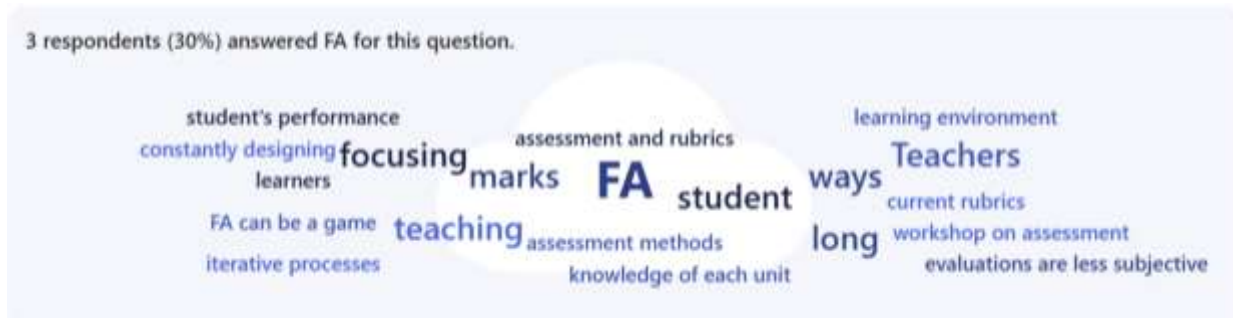 3 respondents (30%) answered FA for this question.
student's performance
learning environment
assessment and rubrics
constantly designing
focusing
Teachers
learners
marks
FA
ways
student
current rubrics
FA can be a game
teaching
assessment methods
long
workshop on assessment
iterative processes
knowledge of each unit
evaluations are less subjective